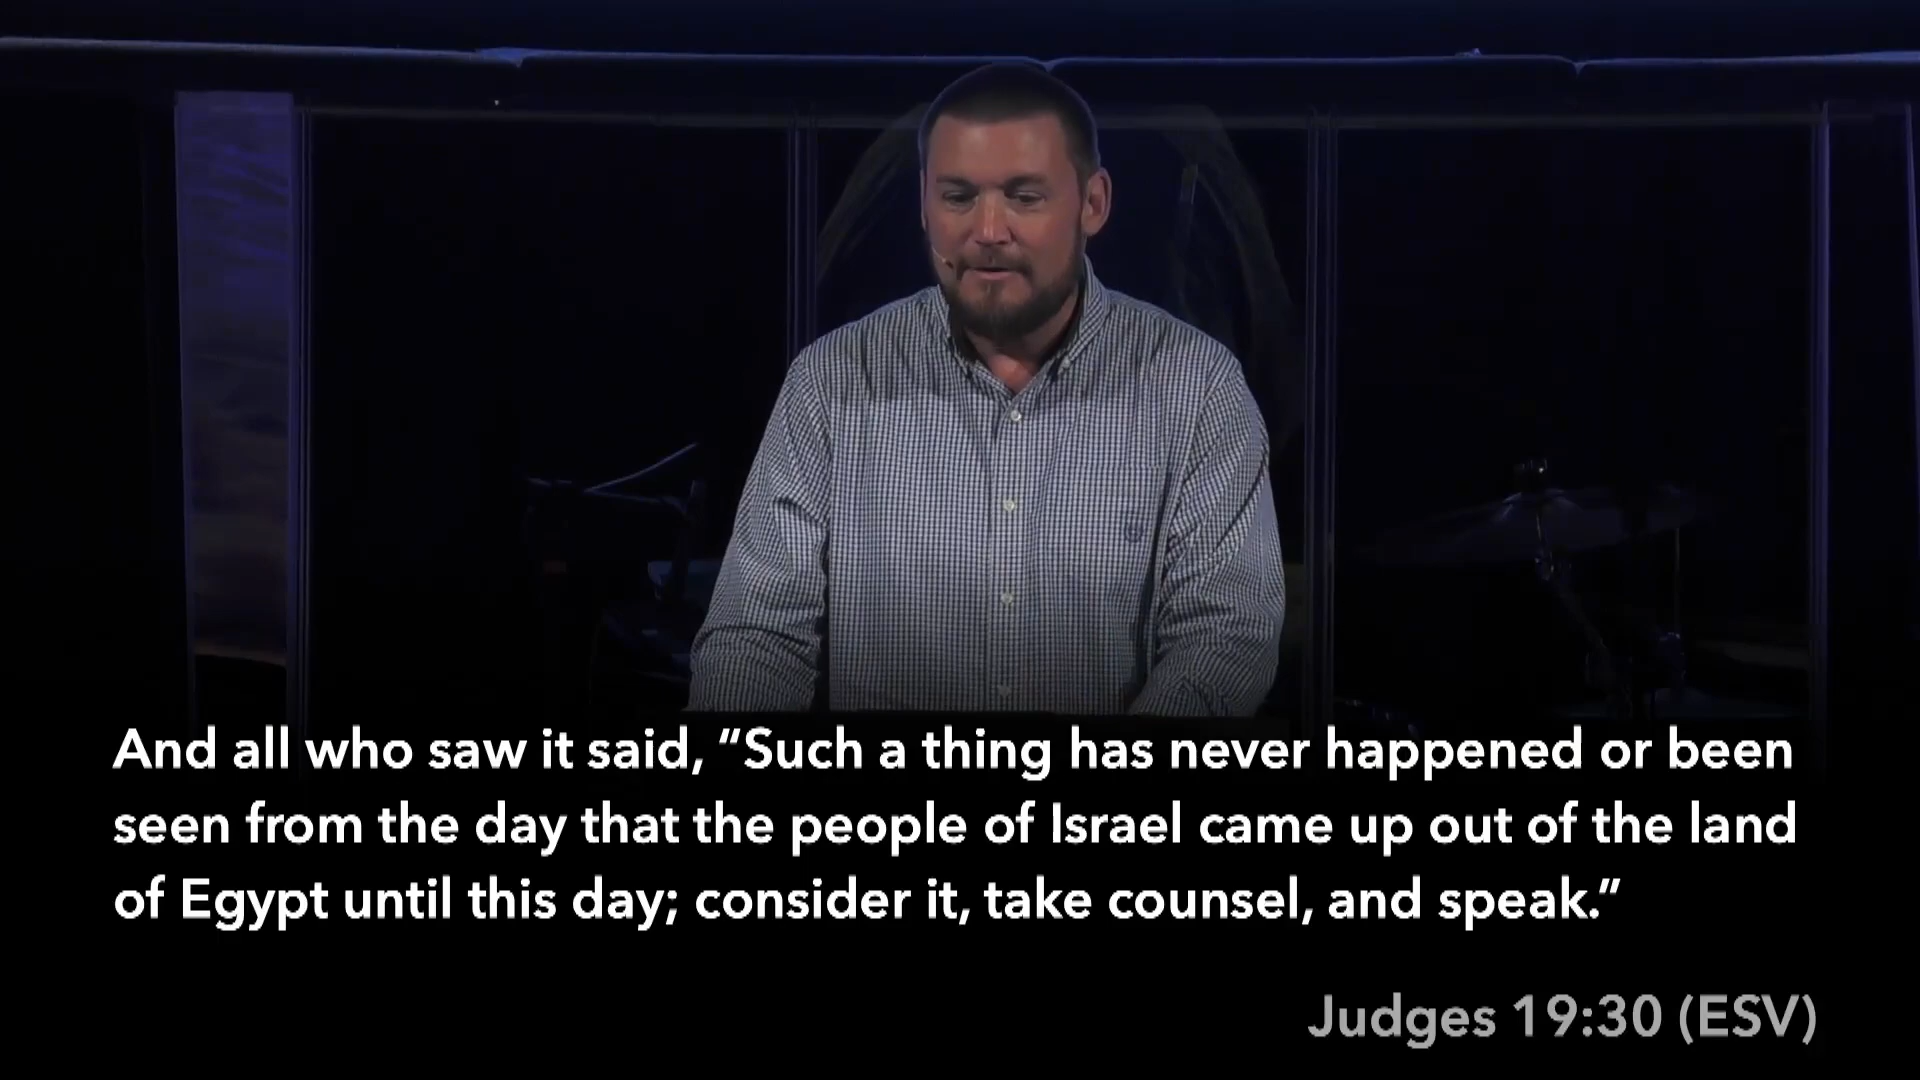 And all who saw it said, “Such a thing has never happened or been
seen from the day that the people of Israel came up out of the land
of Egypt until this day; consider it, take counsel, and speak.”
Judges 19:30 (ESV)